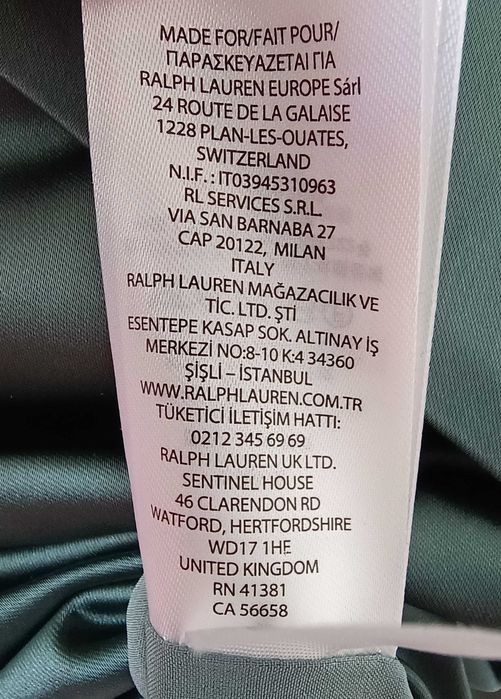 MADE FOR/FAIT POUR/
ΠΑΡΑΣΚΕΥΑΖΕΤΑΙ ΓΙΑ
RALPH LAUREN EUROPE Sárl
24 ROUTE DE LA GALAISE
1228 PLAN-LES-OUATES,
SWITZERLAND
N.I.F. : IT03945310963
RL SERVICES S.R.L.
VIA SAN BARNABA 27
CAP 20122, MILAN
ITALY
RALPH LAUREN MAĞAZACILIK VE
TİC. LTD. ŞTİ
ESENTEPE KASAP SOK. ALTINAY İŞ
MERKEZİ NO:8-10 K:4 34360
ŞİŞLİ – İSTANBUL
WWW.RALPHLAUREN.COM.TR
TÜKETİCİ İLETİŞİM HATTI:
0212 345 69 69
RALPH LAUREN UK LTD.
SENTINEL HOUSE
46 CLARENDON RD
WATFORD, HERTFORDSHIRE
WD17 1HE
UNITED KINGDOM
RN 41381
CA 56658